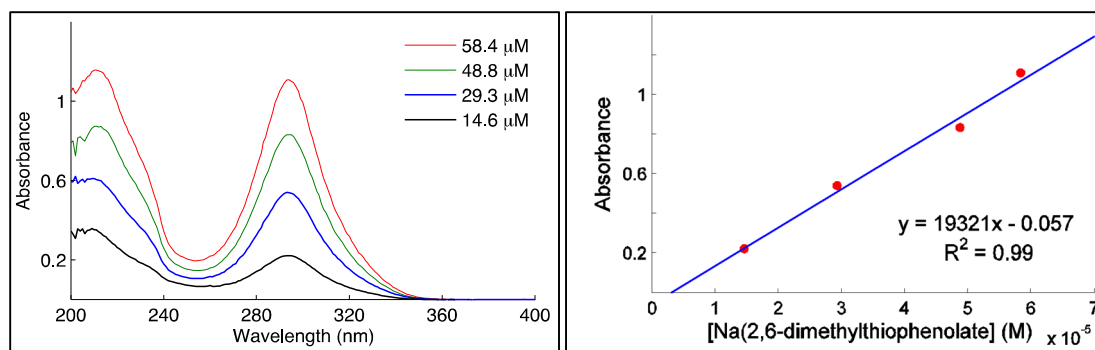 58.4 μM
48.8 μM
29.3 μM
14.6 μM
Absorbance
1
0.6
0.2
200 240 280 320 360 400
Wavelength (nm)
Absorbance
1
0.6
0.2
y = 19321x - 0.057
R² = 0.99
0 1 2 3 4 5 6 7
[Na(2,6-dimethylthiophenolate] (M) x 10⁻⁵